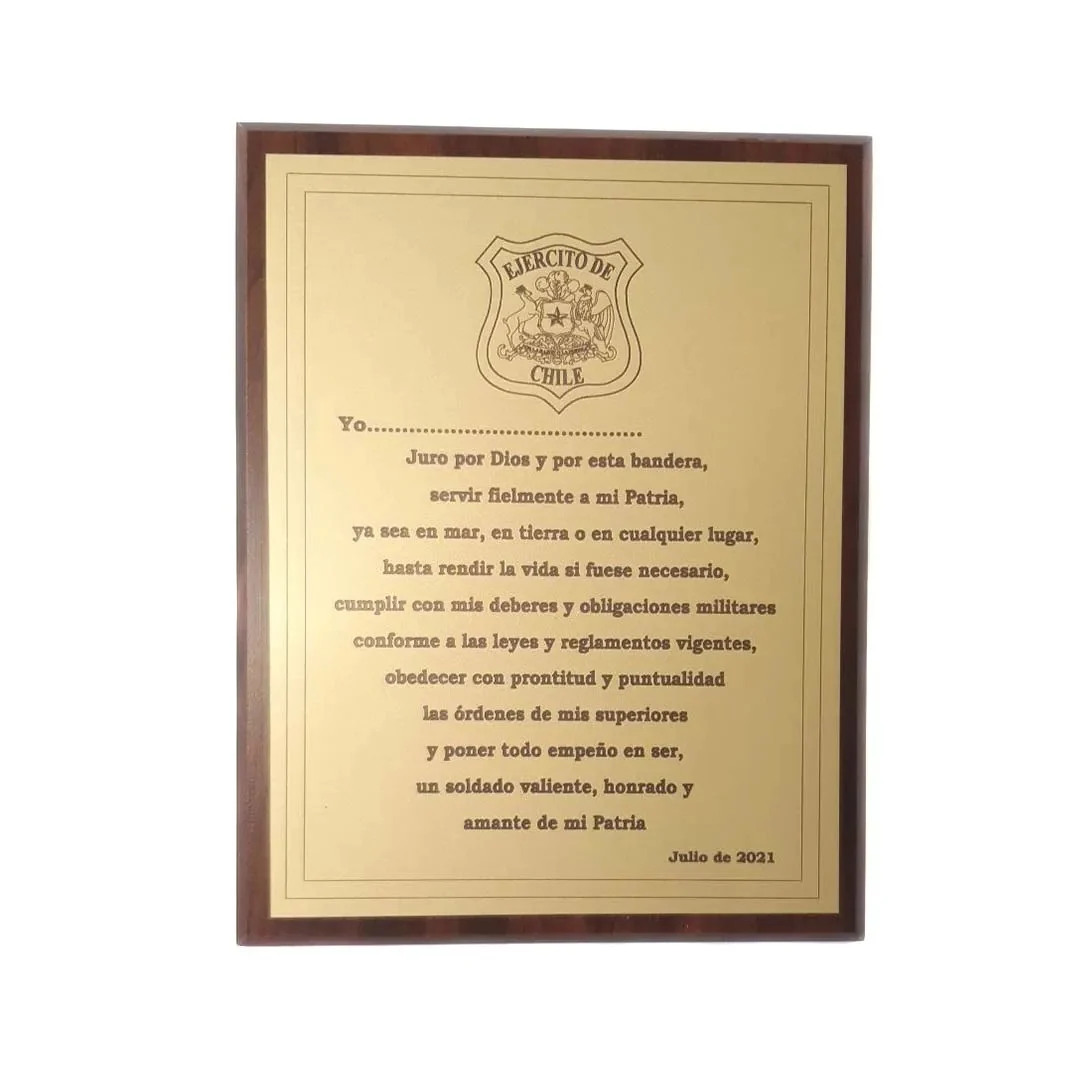 EJERCITO DE
CHILE
Yo........................................
Juro por Dios y por esta bandera,
servir fielmente a mi Patria,
ya sea en mar, en tierra o en cualquier lugar,
hasta rendir la vida si fuese necesario,
cumplir con mis deberes y obligaciones militares
conforme a las leyes y reglamentos vigentes,
obedecer con prontitud y puntualidad
las órdenes de mis superiores
y poner todo empeño en ser,
un soldado valiente, honrado y
amante de mi Patria
Julio de 2021